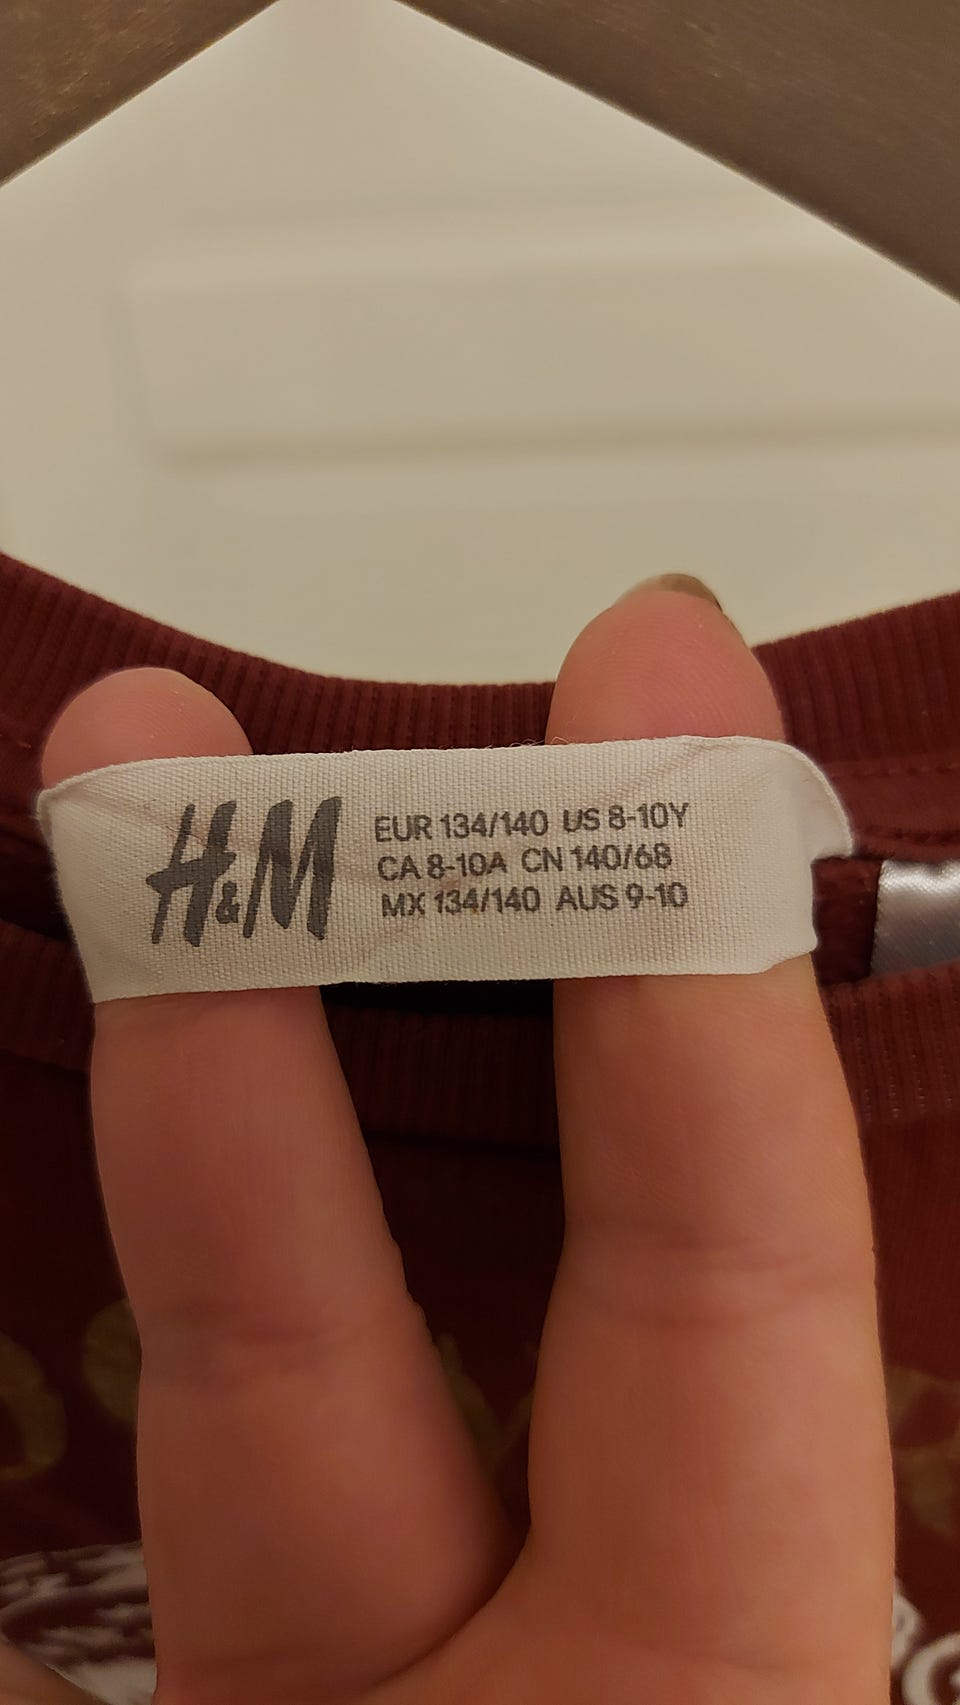 H&M
EUR 134/140 US 8-10Y
CA 8-10A CN 140/68
MX 134/140 AUS 9-10